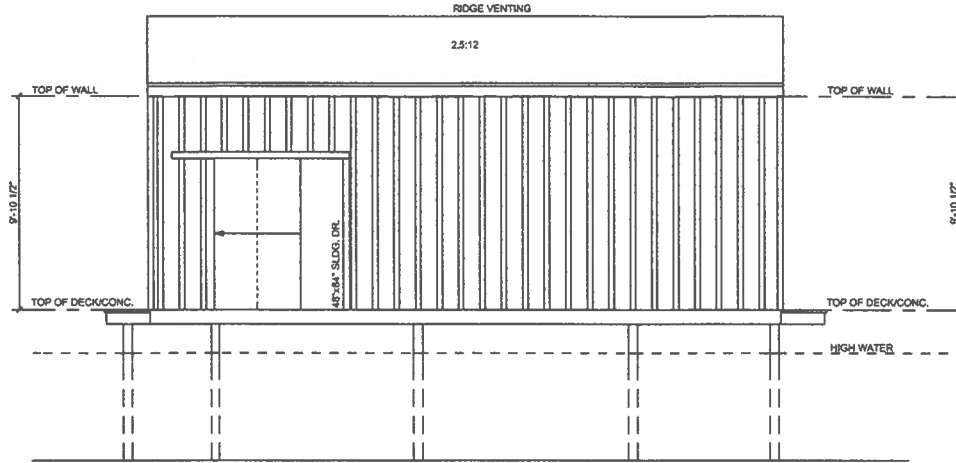 RIDGE VENTING
2.5:12
TOP OF WALL
TOP OF WALL
9'-10 1/2"
9'-10 1/2"
48"x84" SLDG. DR.
TOP OF DECK/CONC.
TOP OF DECK/CONC.
HIGH WATER